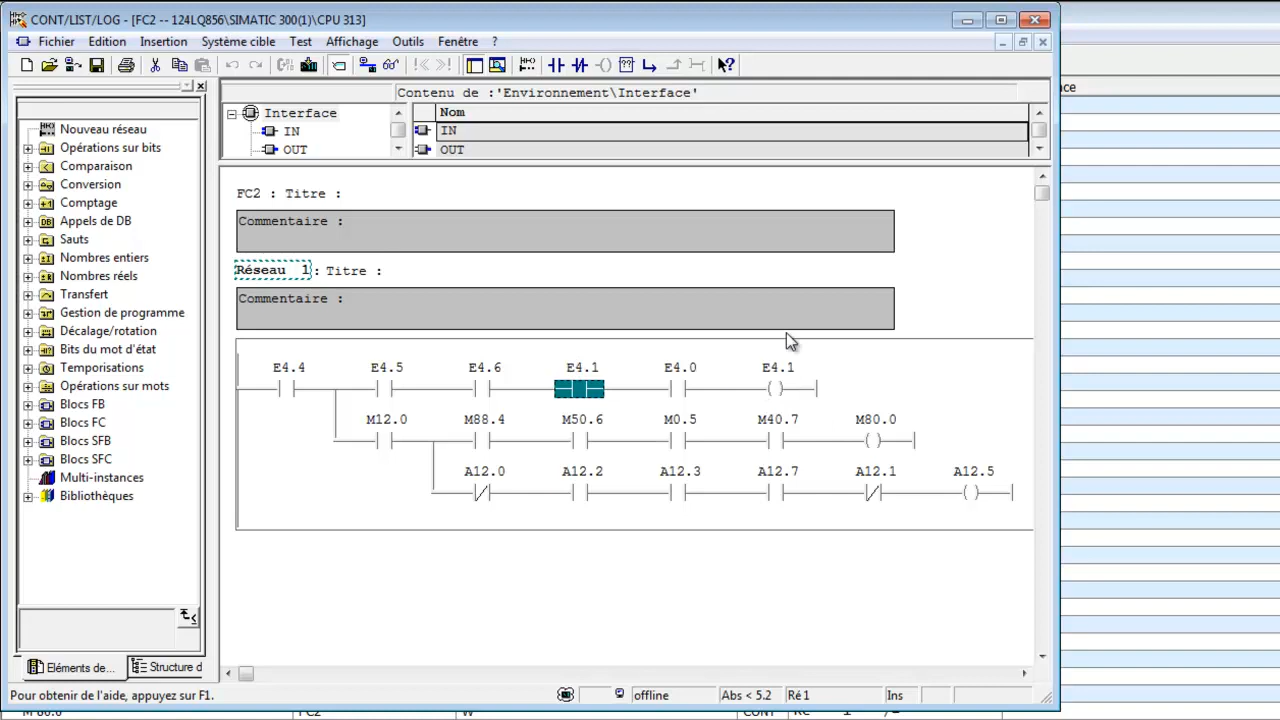 CONT/LIST/LOG - [FC2 -- 124LQ856\SIMATIC 300(1)\CPU 313]
Fichier Edition Insertion Système cible Test Affichage Outils Fenêtre ?
Contenu de :'Environnement\Interface'
Interface
IN
OUT
Nom
IN
OUT
Nouveau réseau
Opérations sur bits
Comparaison
Conversion
Comptage
Appels de DB
Sauts
Nombres entiers
Nombres réels
Transfert
Gestion de programme
Décalage/rotation
Bits du mot d'état
Temporisations
Opérations sur mots
Blocs FB
Blocs FC
Blocs SFB
Blocs SFC
Multi-instances
Bibliothèques
Eléments de... Structure d
FC2 : Titre :
Commentaire :
Réseau 1 : Titre :
Commentaire :
E4.4 E4.5 E4.6 E4.1 E4.0 E4.1
M12.0 M88.4 M50.6 M0.5 M40.7 M80.0
A12.0 A12.2 A12.3 A12.7 A12.1 A12.5
Pour obtenir de l'aide, appuyez sur F1. offline Abs < 5.2 Ré 1 Ins